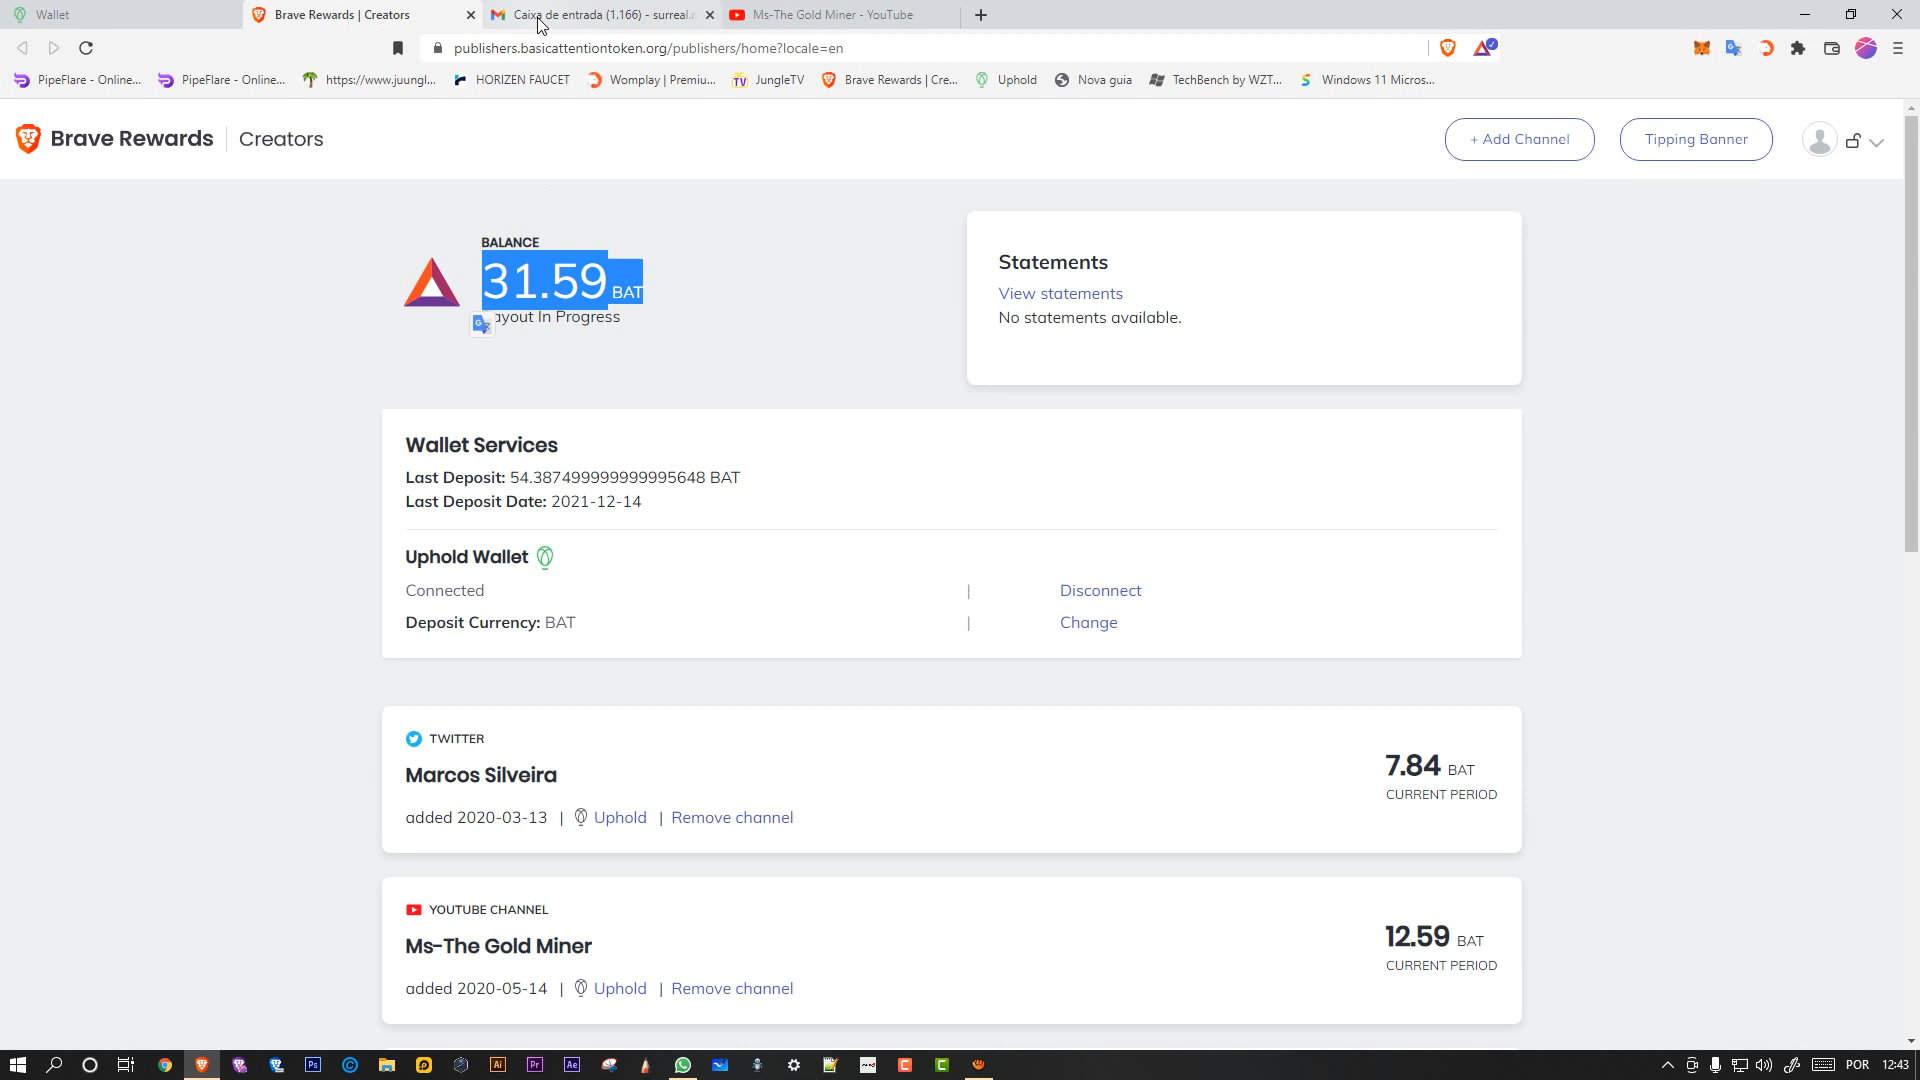 Wallet
Brave Rewards | Creators
Caixa de entrada (1.166) - surreal.
Ms-The Gold Miner - YouTube
publishers.basicattentiontoken.org/publishers/home?locale=en
PipeFlare - Online...
PipeFlare - Online...
https://www.juungl...
HORIZEN FAUCET
Womplay | Premiu...
JungleTV
Brave Rewards | Cre...
Uphold
Nova guia
TechBench by WZT...
Windows 11 Micros...
Brave Rewards
Creators
+ Add Channel
Tipping Banner
BALANCE
31.59 BAT
ayout In Progress
Statements
View statements
No statements available.
Wallet Services
Last Deposit: 54.387499999999995648 BAT
Last Deposit Date: 2021-12-14
Uphold Wallet
Connected | Disconnect
Deposit Currency: BAT | Change
TWITTER
Marcos Silveira
7.84 BAT
CURRENT PERIOD
added 2020-03-13 | Uphold | Remove channel
YOUTUBE CHANNEL
Ms-The Gold Miner
12.59 BAT
CURRENT PERIOD
added 2020-05-14 | Uphold | Remove channel
POR
12:43